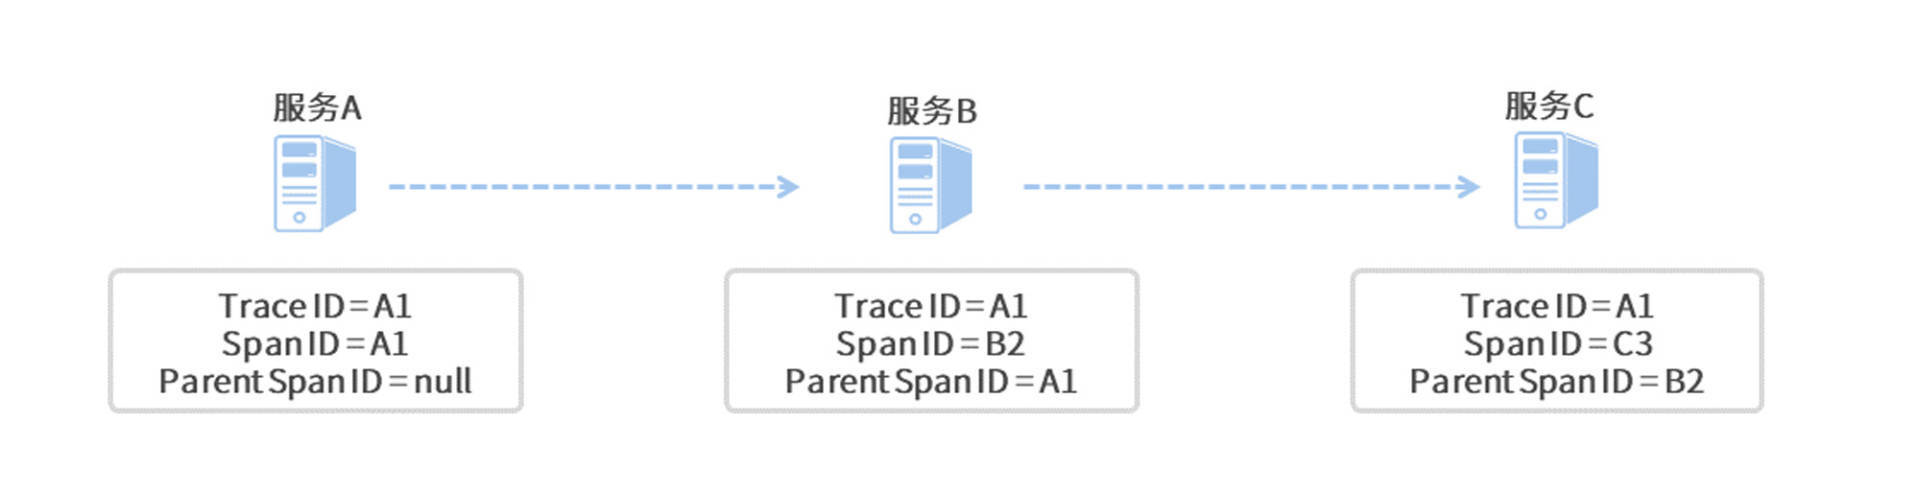 服务A
服务B
服务C
Trace ID = A1
Span ID = A1
Parent Span ID = null
Trace ID = A1
Span ID = B2
Parent Span ID = A1
Trace ID = A1
Span ID = C3
Parent Span ID = B2